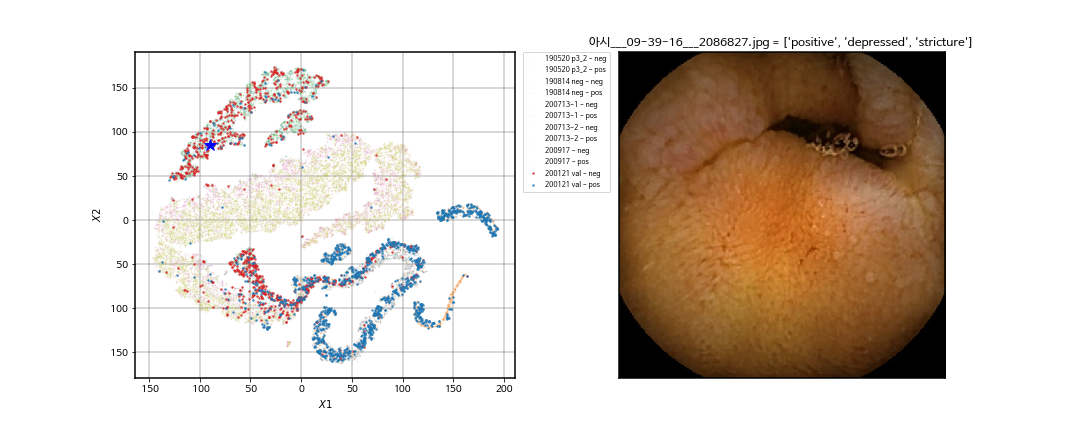 아시___09-39-16___2086827.jpg = ['positive', 'depressed', 'stricture']
190520 p3_2 - neg
190520 p3_2 - pos
190814 neg - neg
190814 neg - pos
200713-1 - neg
200713-1 - pos
200713-2 - neg
200713-2 - pos
200917 - neg
200917 - pos
200121 val - neg
200121 val - pos
150
100
50
0
50
100
150
X2
150 100 50 0 50 100 150 200
X1